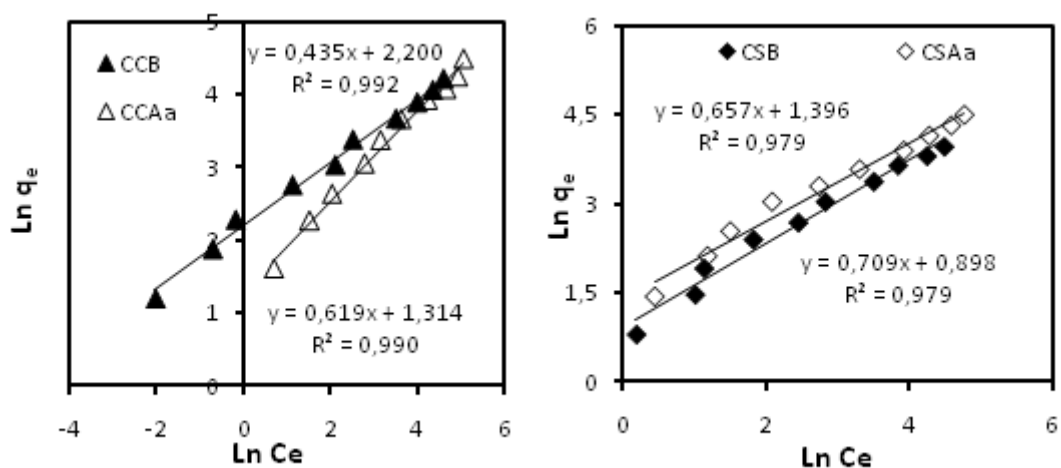 5
CCB
CCAa
y = 0,435x + 2,200
R² = 0,992
4
3
2
1
0
y = 0,619x + 1,314
R² = 0,990
-4
-2
0
2
4
6
Ln Ce
Ln qe
6
CSB
CSAa
y = 0,657x + 1,396
R² = 0,979
4,5
3
1,5
0
y = 0,709x + 0,898
R² = 0,979
0
2
4
6
Ln Ce
Ln qe